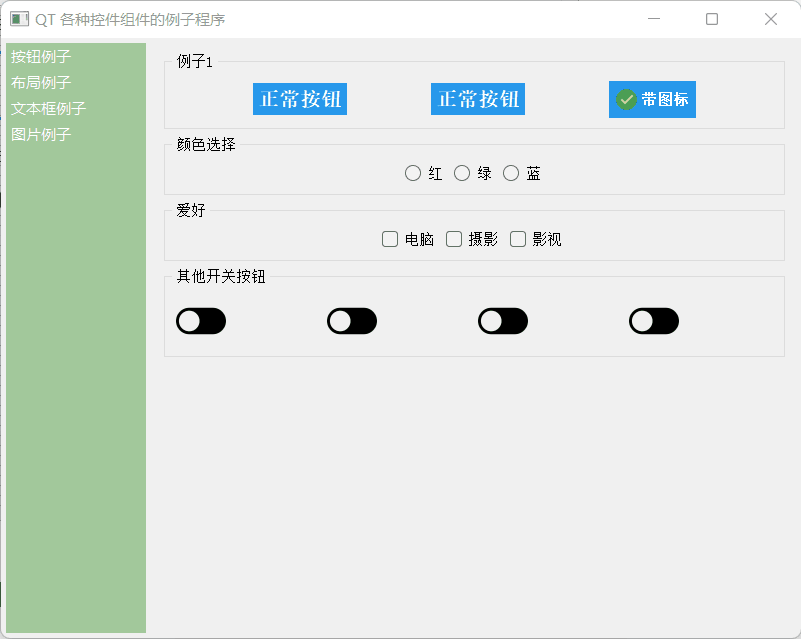 QT 各种控件组件的例子程序
按钮例子
布局例子
文本框例子
图片例子
例子1
正常按钮 正常按钮 带图标
颜色选择
红 绿 蓝
爱好
电脑 摄影 影视
其他开关按钮